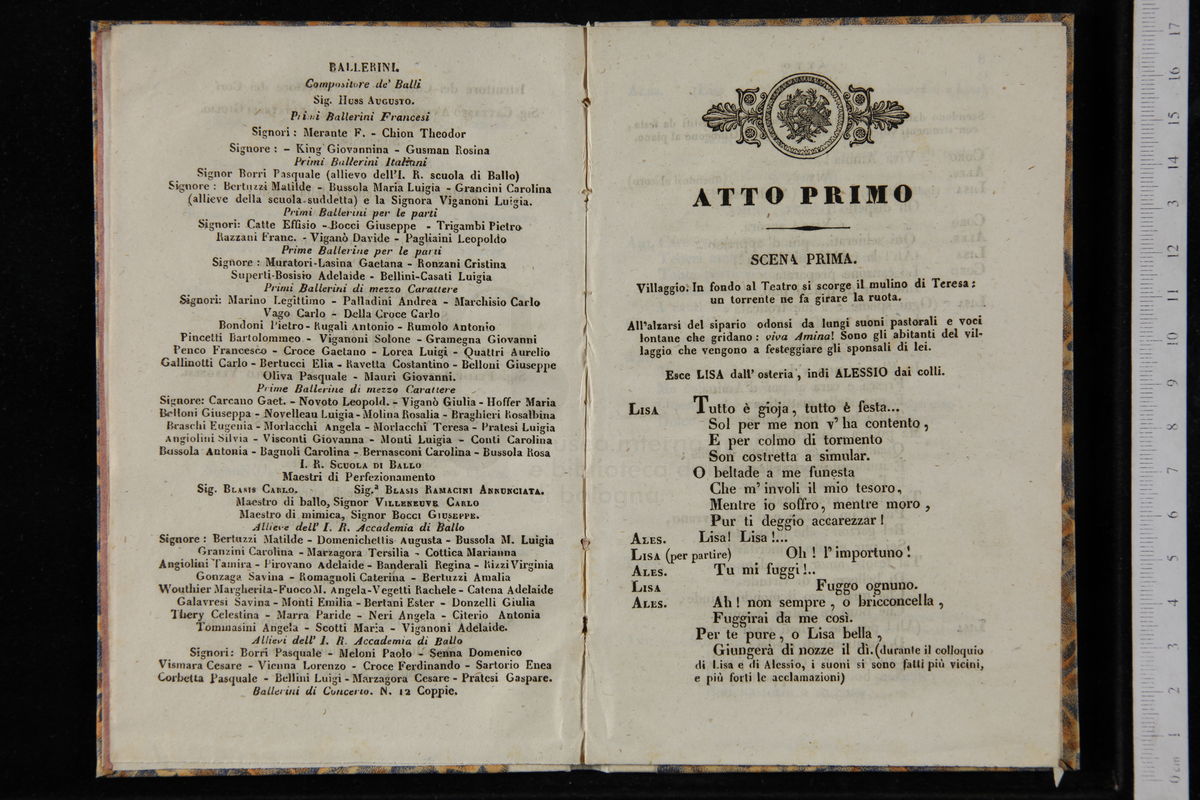 BALLERINI.
Compositore de' Balli
Sig. Huss Augusto.
Primi Ballerini Francesi
Signori : Merante F. - Chion Theodor
Signore : - King Giovannina - Gusman Rosina
Primi Ballerini Italiani
Signor Borri Pasquale (allievo dell'I. R. scuola di Ballo)
Signore : Bertuzzi Matilde - Bussola Maria Luigia - Grancini Carolina
(allieve della scuola suddetta) e la Signora Viganoni Luigia.
Primi Ballerini per le parti
Signori: Catte Effisio - Bocci Giuseppe - Trigambi Pietro
Razzani Franc. - Viganò Davide - Pagliaini Leopoldo
Prime Ballerine per le parti
Signore : Muratori-Lasina Gaetana - Ronzani Cristina
Superti-Bosisio Adelaide - Bellini-Casati Luigia
Primi Ballerini di mezzo Carattere
Signori: Marino Legittimo - Palladini Andrea - Marchisio Carlo
Vago Carlo - Della Croce Carlo
Bondoni Pietro - Rugali Antonio - Rumolo Antonio
Pincetti Bartolommeo - Viganoni Solone - Gramegna Giovanni
Penco Francesco - Croce Gaetano - Lorea Luigi - Quattri Aurelio
Gallinotti Carlo - Bertucci Elia - Ravetta Costantino - Belloni Giuseppe
Oliva Pasquale - Mauri Giovanni.
Prime Ballerine di mezzo Carattere
Signore: Carcano Gaet. - Novoto Leopold. - Viganò Giulia - Hoffer Maria
Belloni Giuseppa - Novelleau Luigia - Molina Rosalia - Braghieri Rosalbina
Braschi Eugenia - Morlacchi Angela - Morlacchi Teresa - Pratesi Luigia
Angiolini Silvia - Visconti Giovanna - Monti Luigia - Conti Carolina
Bussola Antonia - Bagnoli Carolina - Bernasconi Carolina - Bussola Rosa
I. R. Scuola di Ballo
Maestri di Perfezionamento
Sig. Blasis Carlo. Sig.ª Blasis Ramacini Annunciata.
Maestro di ballo, Signor Villeneuve Carlo
Maestro di mimica, Signor Bocci Giuseppe.
Allieve dell' I. R. Accademia di Ballo
Signore : Bertuzzi Matilde - Domenichettis Augusta - Bussola M. Luigia
Granzini Carolina - Marzagora Tersilia - Cottica Marianna
Angiolini Tamira - Pirovano Adelaide - Banderali Regina - Rizzi Virginia
Gonzaga Savina - Romagnoli Caterina - Bertuzzi Amalia
Wouthier Margherita - Fuoco M. Angela - Vegetti Rachele - Catena Adelaide
Galavresi Savina - Monti Emilia - Bertani Ester - Donzelli Giulia
Thery Celestina - Marra Paride - Neri Angela - Citerio Antonia
Tommasini Angela - Scotti Maria - Viganoni Adelaide.
Allievi dell' I. R. Accademia di Ballo
Signori: Borri Pasquale - Meloni Paolo - Senna Domenico
Vismara Cesare - Vienna Lorenzo - Croce Ferdinando - Sartorio Enea
Corbetta Pasquale - Bellini Luigi - Marzagora Cesare - Pratesi Gaspare.
Ballerini di Concerto. N. 12 Coppie.
ATTO PRIMO
SCENA PRIMA.
Villaggio. In fondo al Teatro si scorge il mulino di Teresa:
un torrente ne fa girare la ruota.
All'alzarsi del sipario odonsi da lungi suoni pastorali e voci
lontane che gridano : viva Amina! Sono gli abitanti del vil-
laggio che vengono a festeggiare gli sponsali di lei.
Esce LISA dall' osteria, indi ALESSIO dai colli.
Lisa Tutto è gioja, tutto è festa...
Sol per me non v' ha contento,
E per colmo di tormento
Son costretta a simular.
O beltade a me funesta
Che m' involi il mio tesoro,
Mentre io soffro, mentre moro,
Pur ti deggio accarezzar!
Ales. Lisa! Lisa!...
Lisa (per partire) Oh ! l' importuno!
Ales. Tu mi fuggi!..
Lisa Fuggo ognuno.
Ales. Ah! non sempre, o bricconcella,
Fuggirai da me così.
Per te pure, o Lisa bella,
Giungerà di nozze il dì. (durante il colloquio
di Lisa e di Alessio, i suoni si sono fatti più vicini,
e più forti le acclamazioni)